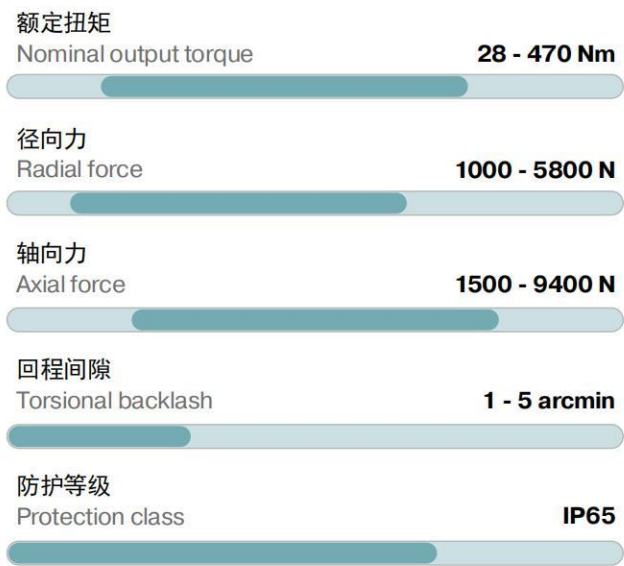 额定扭矩
Nominal output torque 28 - 470 Nm
径向力
Radial force 1000 - 5800 N
轴向力
Axial force 1500 - 9400 N
回程间隙
Torsional backlash 1 - 5 arcmin
防护等级
Protection class IP65